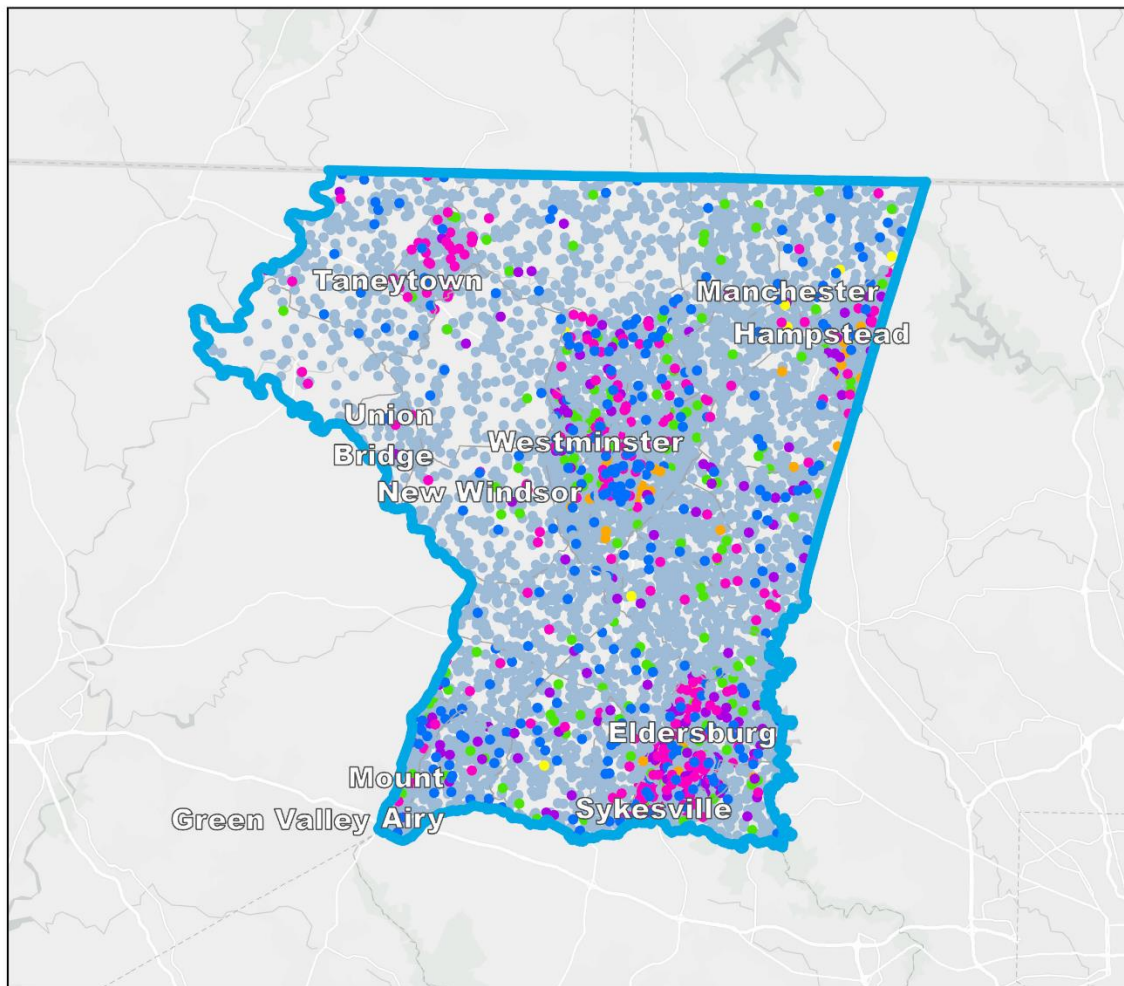 Taneytown
Manchester
Hampstead
Union
Bridge
Westminster
New Windsor
Eldersburg
Mount
Green Valley Airy
Sykesville